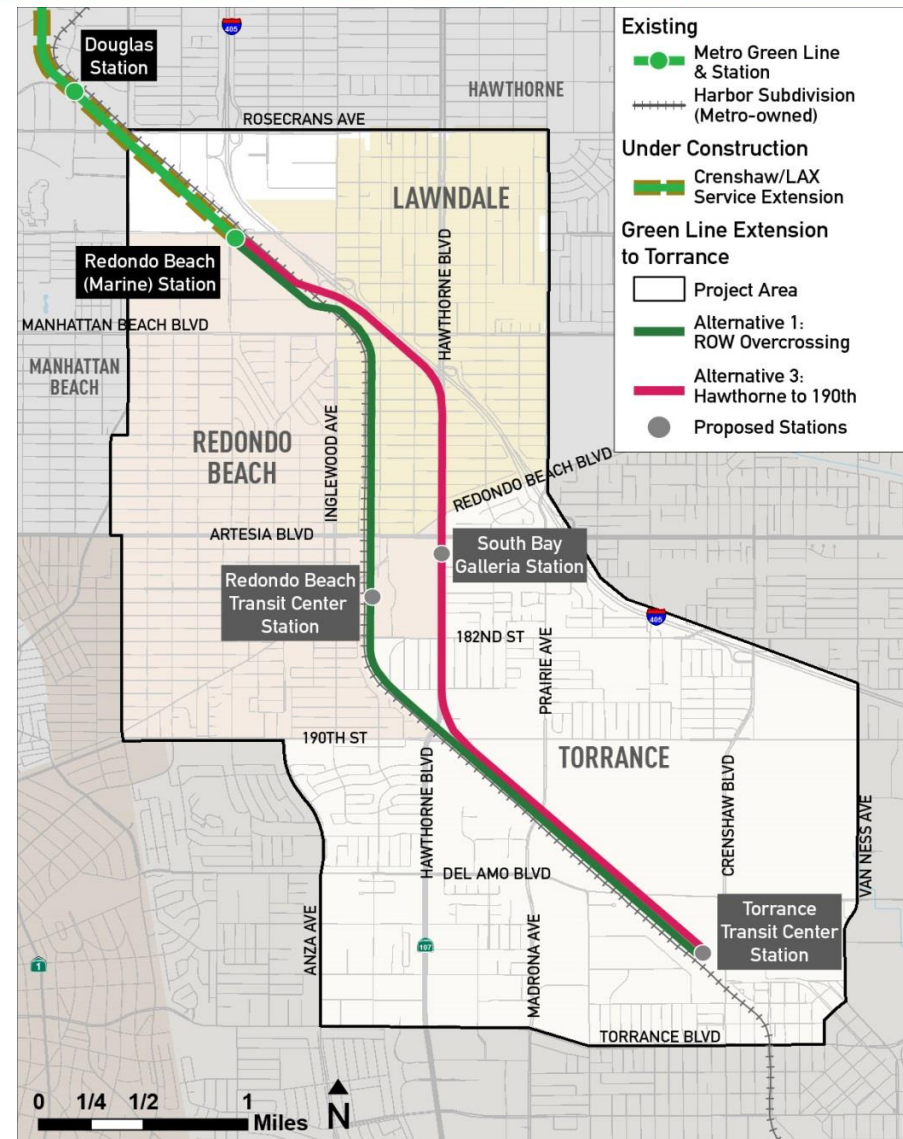 Existing
Metro Green Line
& Station
Harbor Subdivision
(Metro-owned)
Under Construction
Crenshaw/LAX
Service Extension
Green Line Extension
to Torrance
Project Area
Alternative 1:
ROW Overcrossing
Alternative 3:
Hawthorne to 190th
Proposed Stations
405
Douglas
Station
HAWTHORNE
ROSECRANS AVE
LAWNDALE
HAWTHORNE BLVD
Redondo Beach
(Marine) Station
MANHATTAN BEACH BLVD
MANHATTAN
BEACH
REDONDO
BEACH
INGLEWOOD AVE
REDONDO BEACH BLVD
ARTESIA BLVD
South Bay
Galleria Station
Redondo Beach
Transit Center
Station
405
182ND ST
PRAIRIE AVE
190TH ST
TORRANCE
HAWTHORNE BLVD
CRENSHAW BLVD
VAN NESS AVE
DEL AMO BLVD
Torrance
Transit Center
Station
ANZA AVE
107
MADRONA AVE
1
TORRANCE BLVD
0 1/4 1/2 1
Miles
N